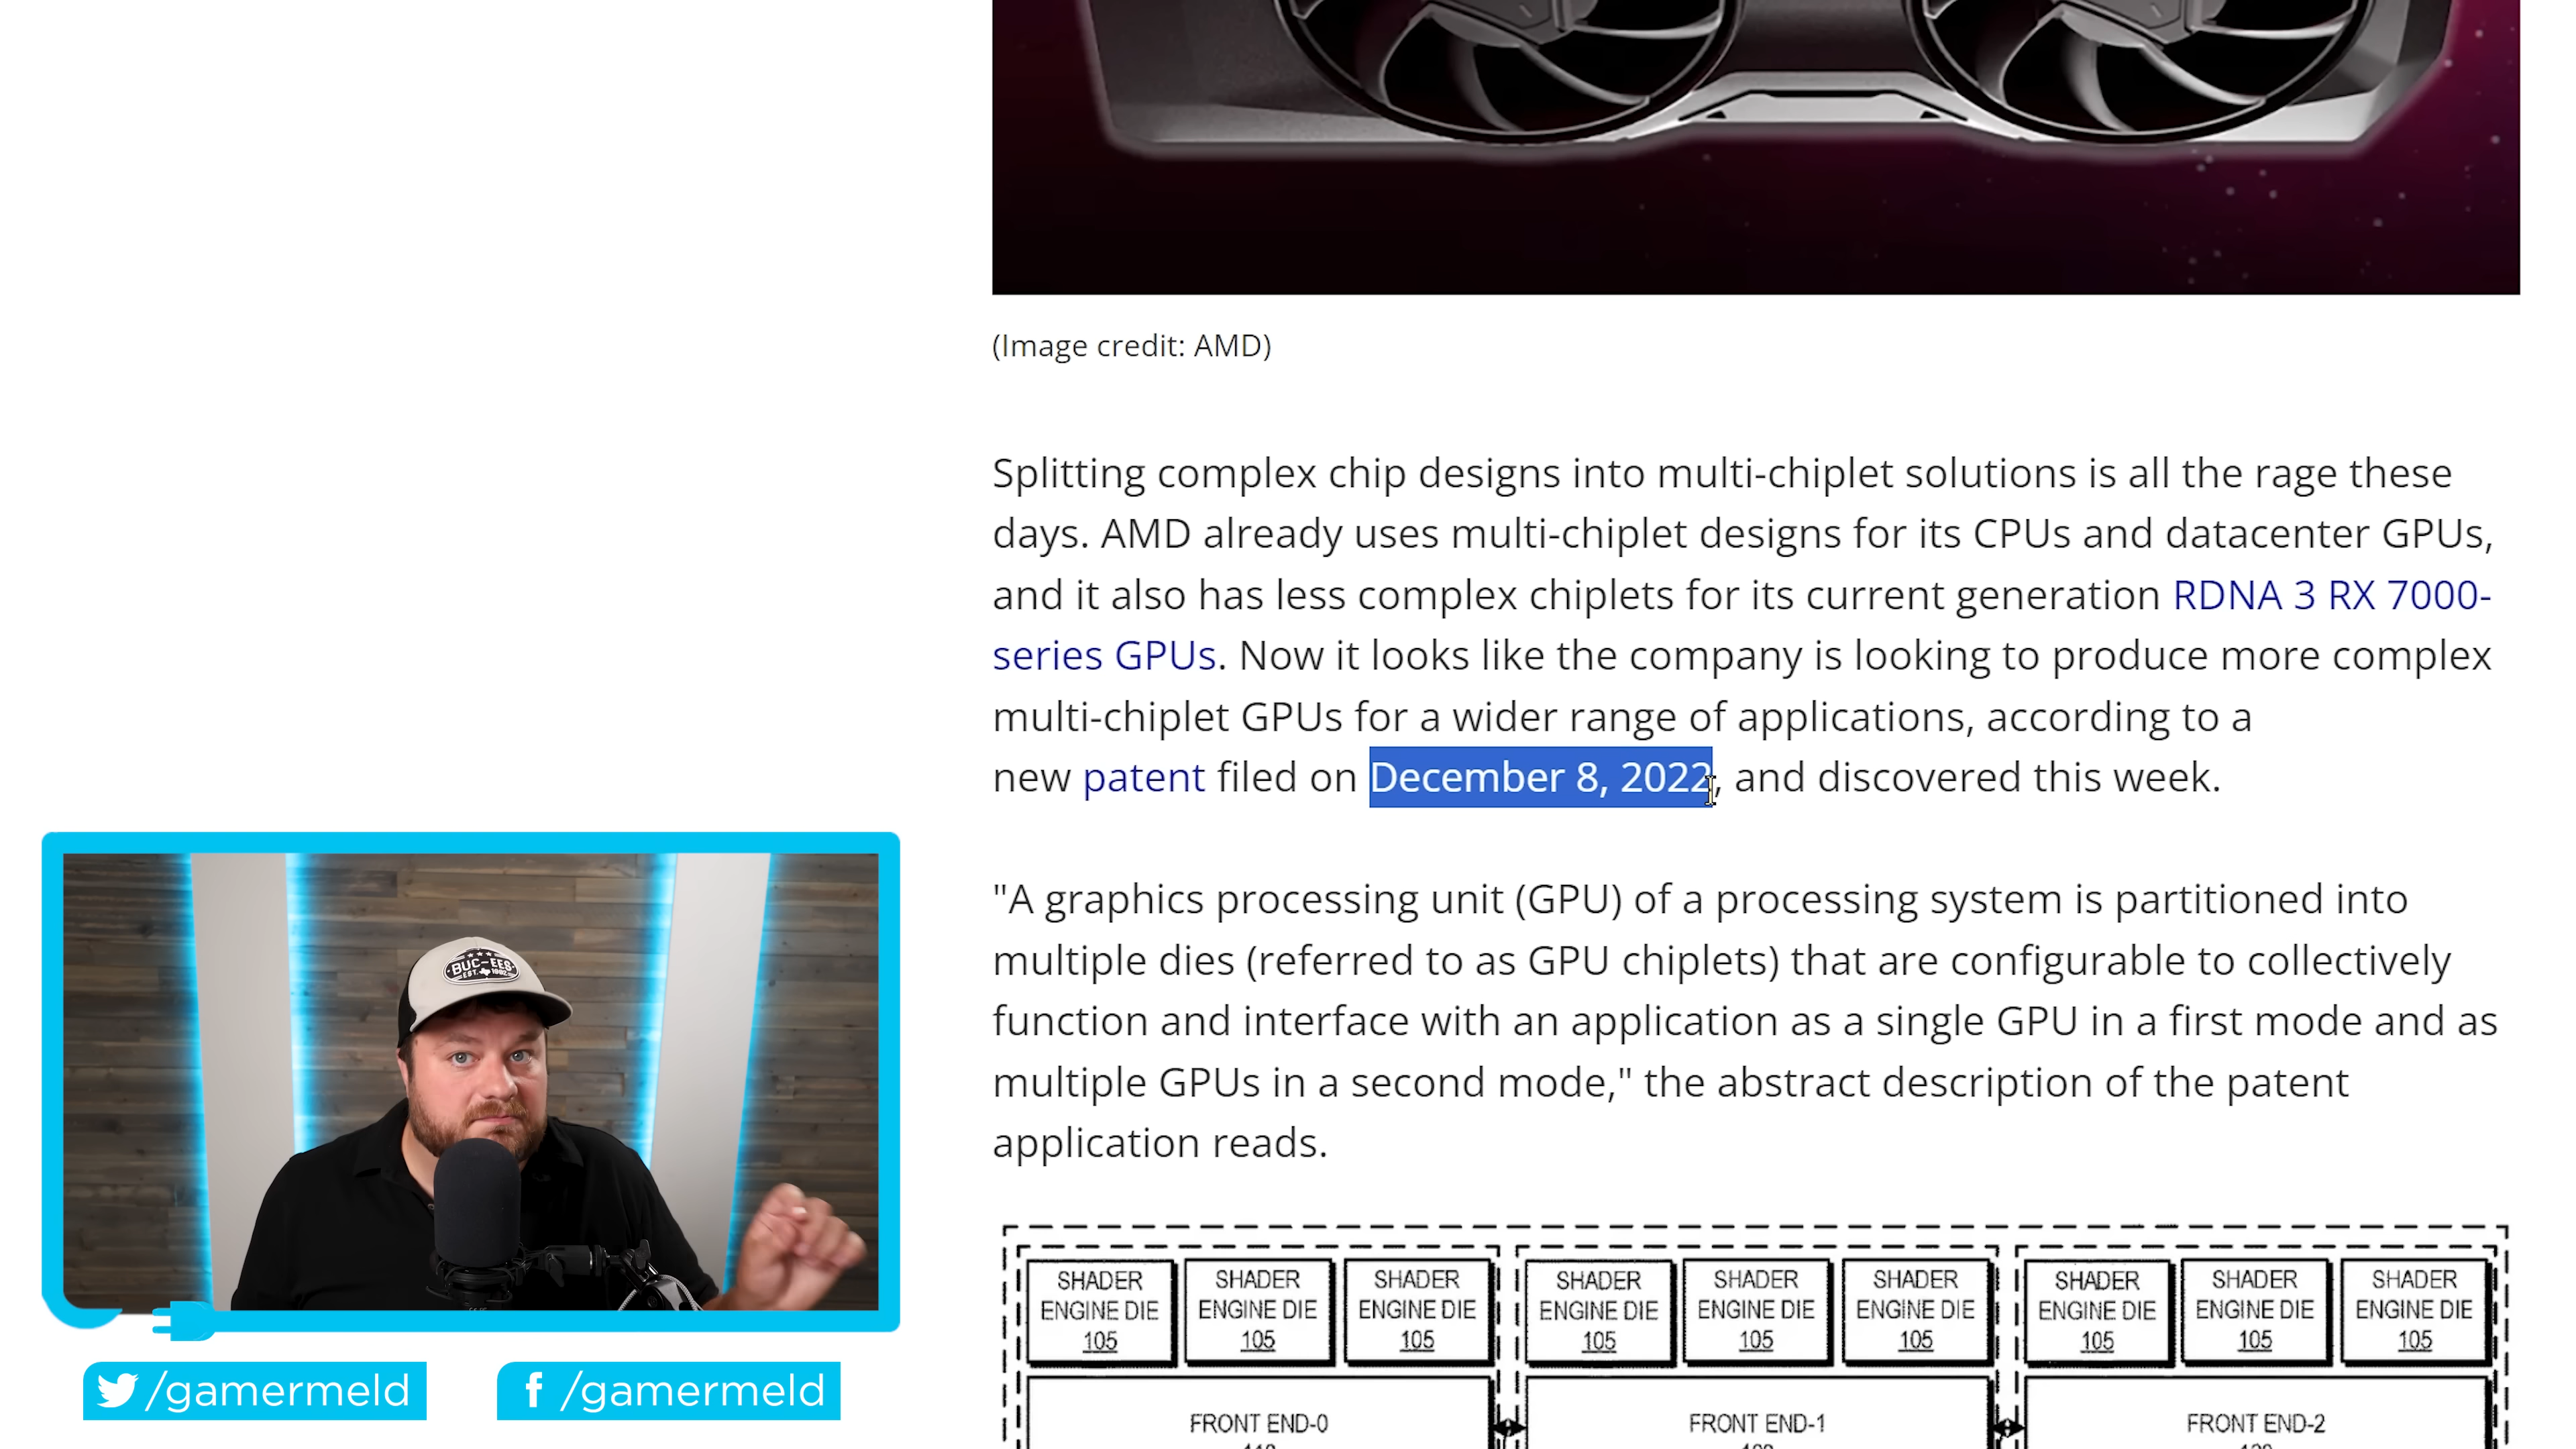 (Image credit: AMD)
Splitting complex chip designs into multi-chiplet solutions is all the rage these
days. AMD already uses multi-chiplet designs for its CPUs and datacenter GPUs,
and it also has less complex chiplets for its current generation RDNA 3 RX 7000-
series GPUs. Now it looks like the company is looking to produce more complex
multi-chiplet GPUs for a wider range of applications, according to a
new patent filed on December 8, 2022, and discovered this week.
"A graphics processing unit (GPU) of a processing system is partitioned into
multiple dies (referred to as GPU chiplets) that are configurable to collectively
function and interface with an application as a single GPU in a first mode and as
multiple GPUs in a second mode," the abstract description of the patent
application reads.
SHADER ENGINE DIE 105
SHADER ENGINE DIE 105
SHADER ENGINE DIE 105
SHADER ENGINE DIE 105
SHADER ENGINE DIE 105
SHADER ENGINE DIE 105
SHADER ENGINE DIE 105
SHADER ENGINE DIE 105
SHADER ENGINE DIE 105
FRONT END-0
FRONT END-1
FRONT END-2
BUC-EES
/gamermeld
/gamermeld